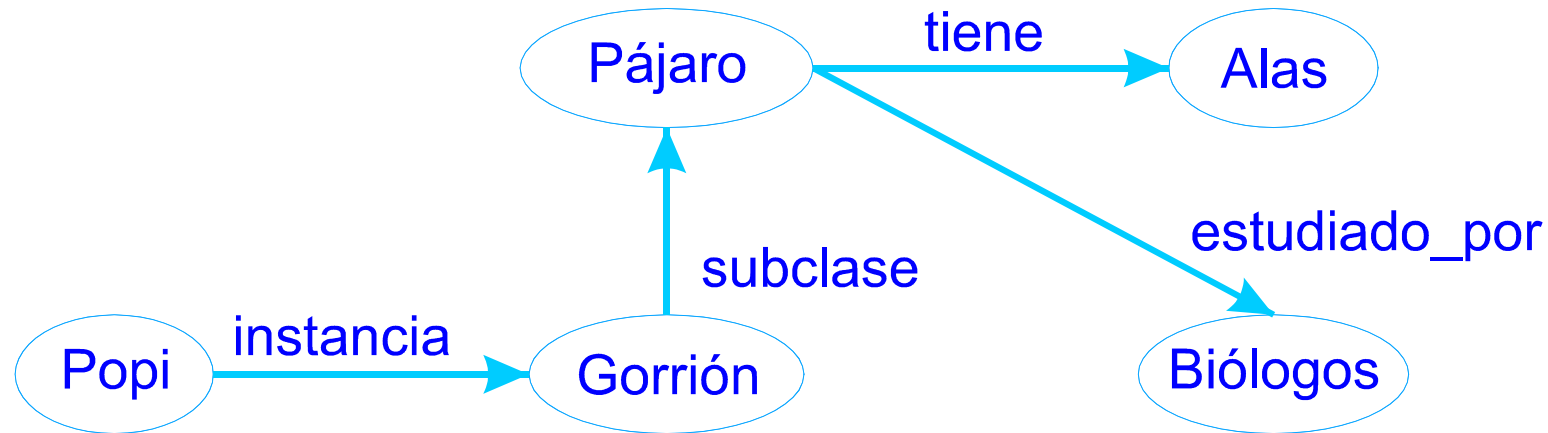 Pájaro
tiene
Alas
estudiado_por
subclase
instancia
Popi
Gorrión
Biólogos